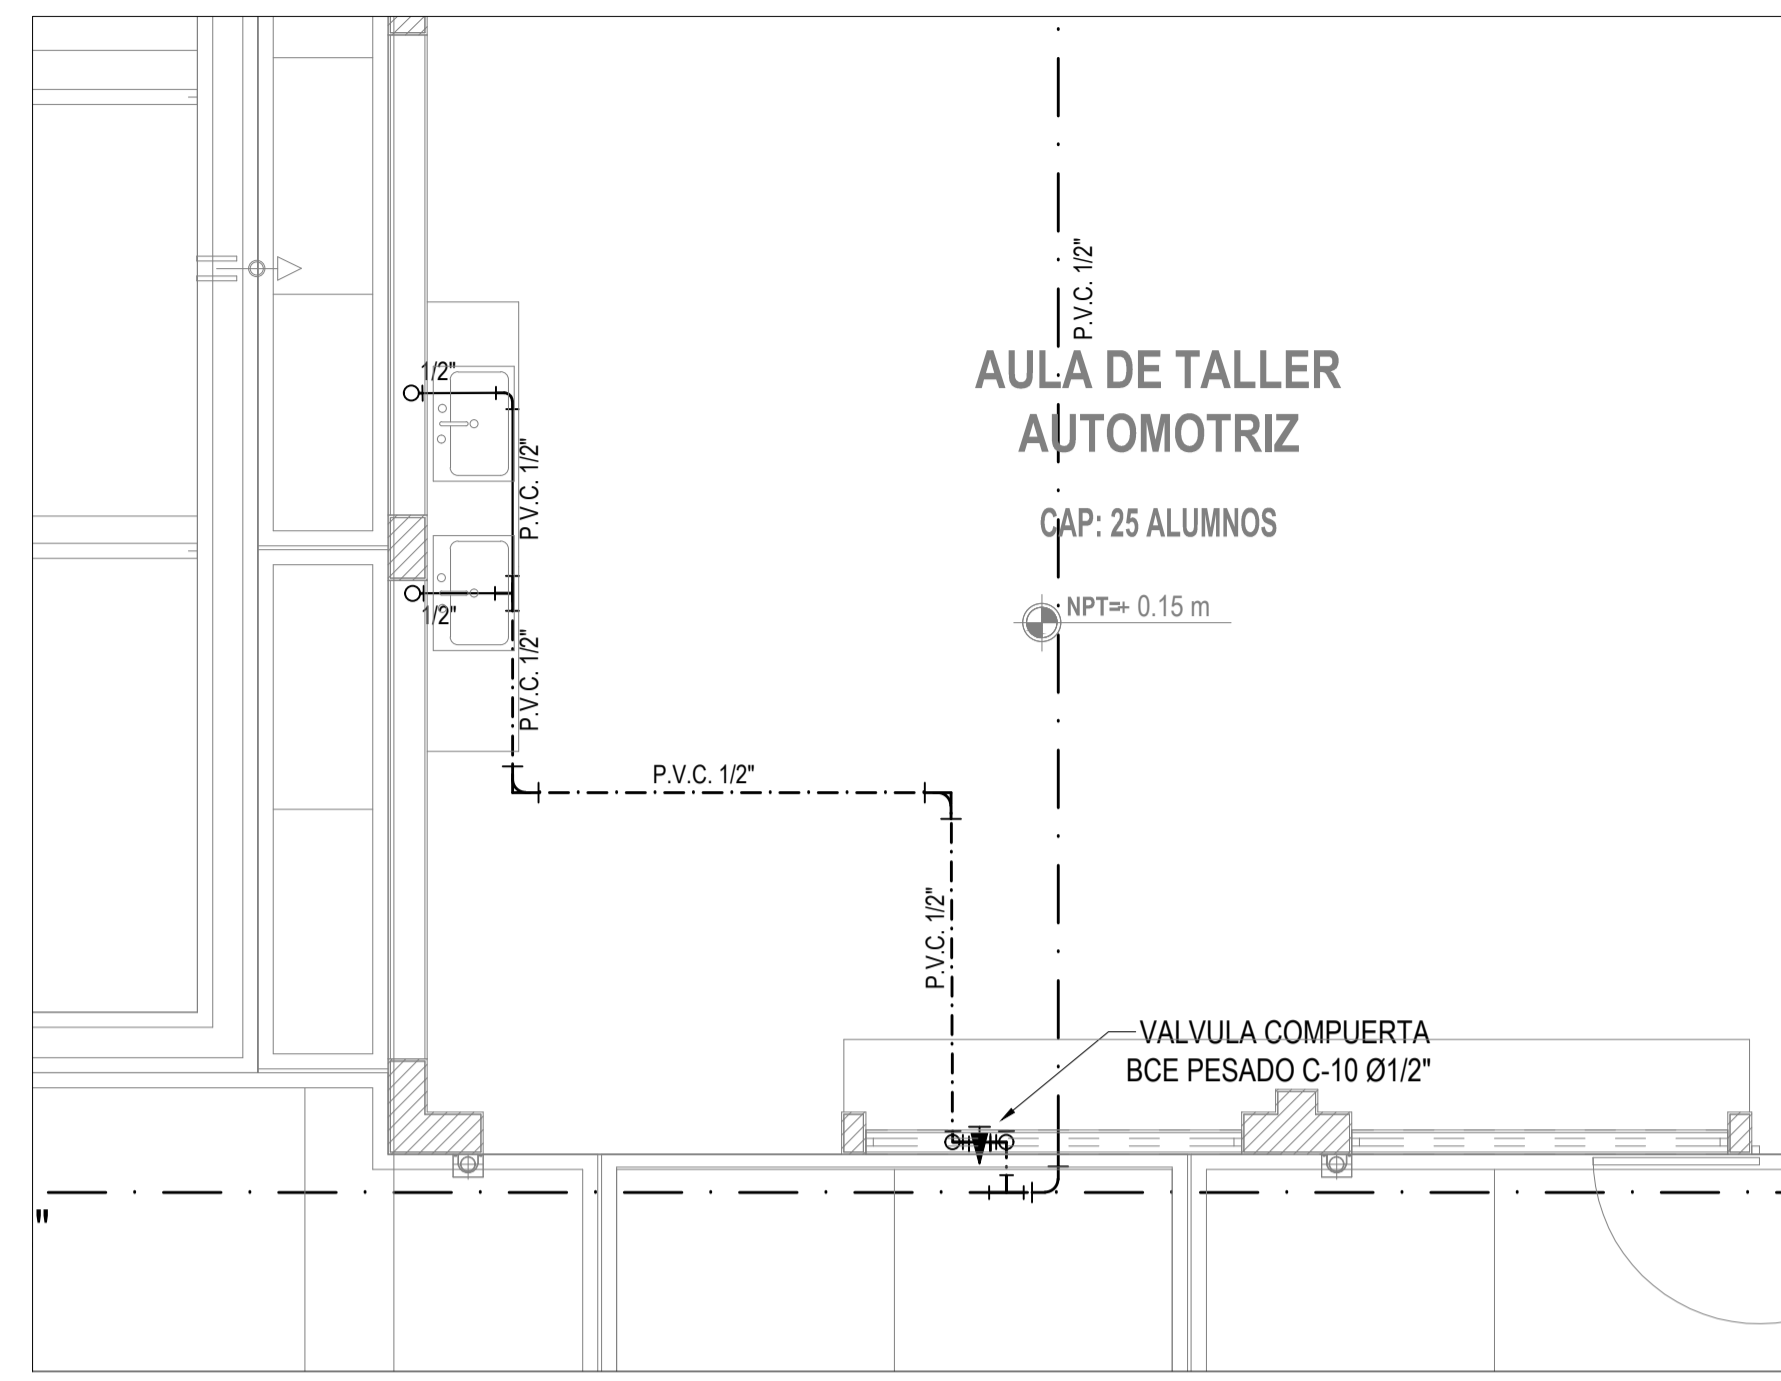 P.V.C. 1/2"
AULA DE TALLER
AUTOMOTRIZ
CAP: 25 ALUMNOS
NPT=+ 0.15 m
1/2"
P.V.C. 1/2"
1/2"
P.V.C. 1/2"
P.V.C. 1/2"
P.V.C. 1/2"
VALVULA COMPUERTA
BCE PESADO C-10 Ø1/2"
"